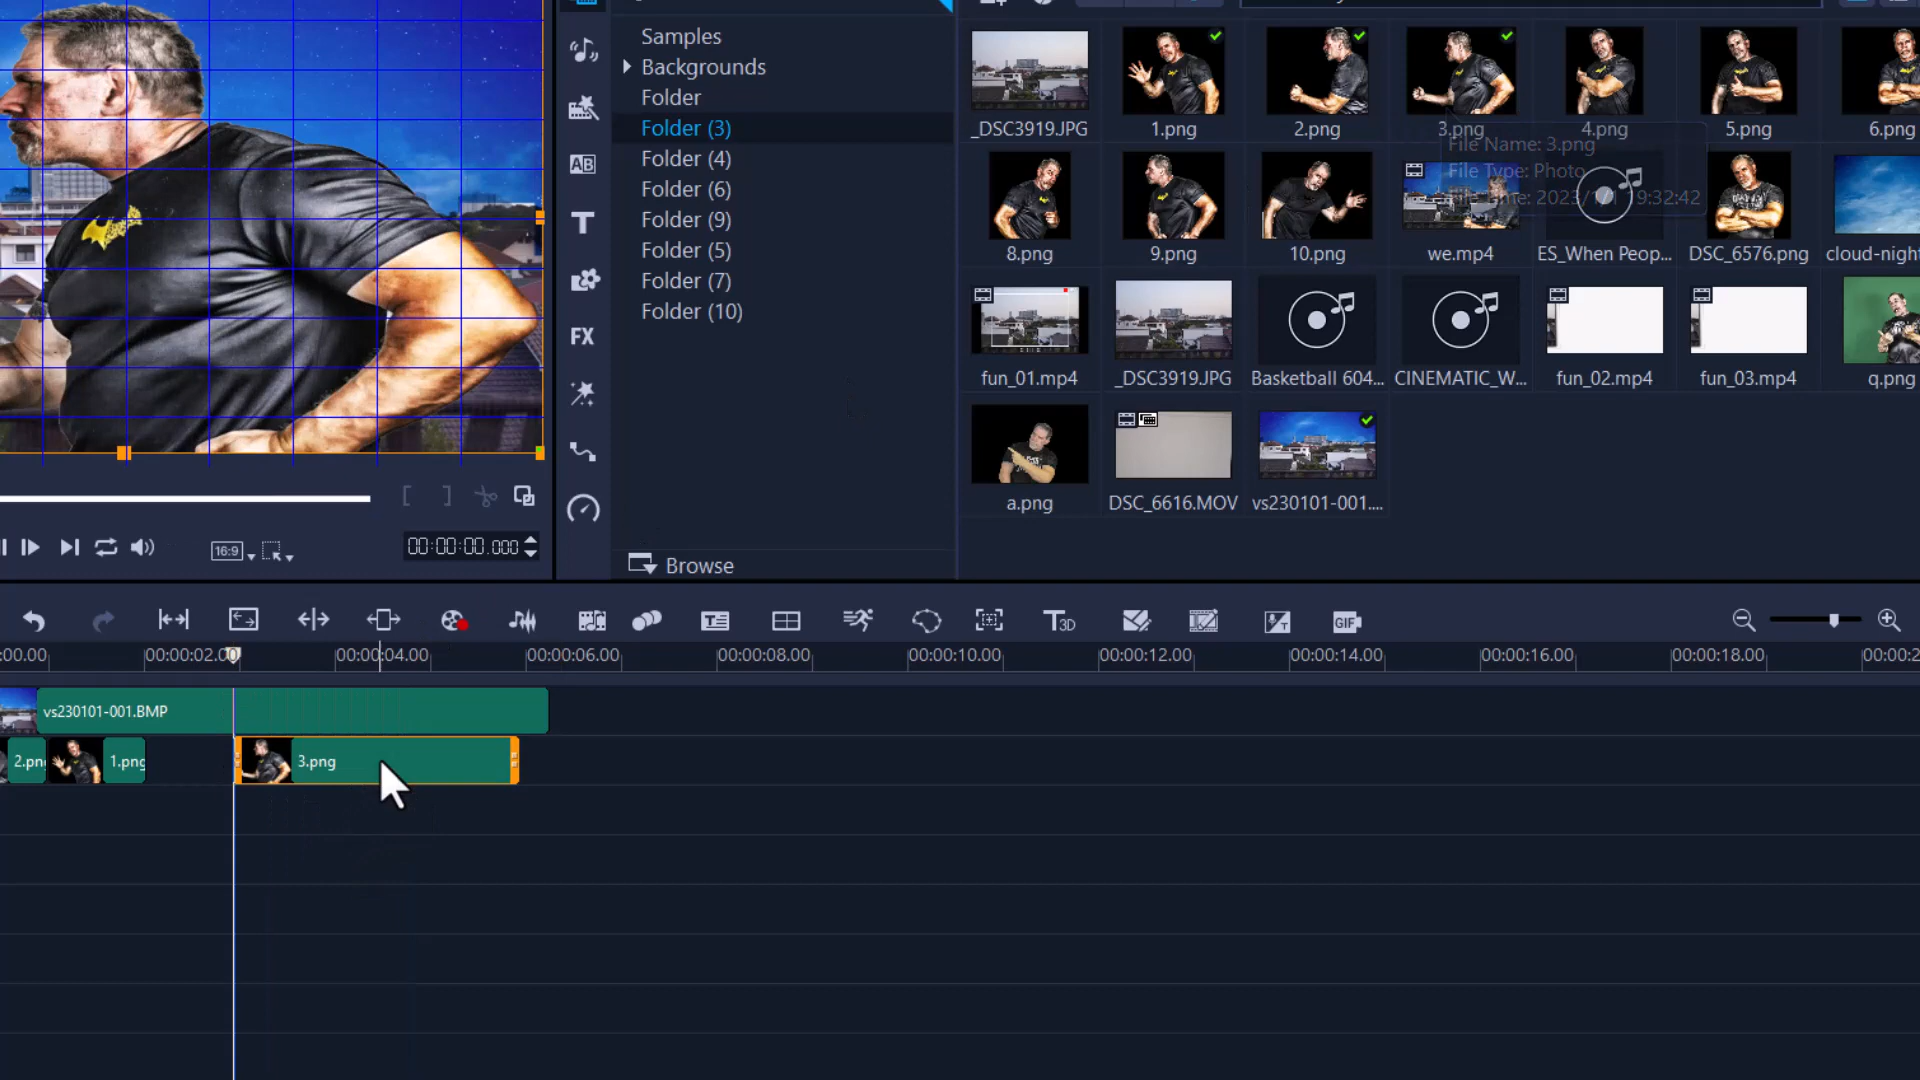 Samples
Backgrounds
Folder
Folder (3)
Folder (4)
Folder (6)
Folder (9)
Folder (5)
Folder (7)
Folder (10)
Browse
_DSC3919.JPG
1.png
2.png
3.png
4.png
5.png
6.png
File Name: 3.png
File Type: Photo
19:32:42
8.png
9.png
10.png
we.mp4
ES_When Peop...
DSC_6576.png
cloud-night
fun_01.mp4
_DSC3919.JPG
Basketball 604...
CINEMATIC_W...
fun_02.mp4
fun_03.mp4
q.png
a.png
DSC_6616.MOV
vs230101-001....
AB
T
FX
16:9
00:00:00.000
T3D
GIF
:00.00
00:00:02.00
00:00:04.00
00:00:06.00
00:00:08.00
00:00:10.00
00:00:12.00
00:00:14.00
00:00:16.00
00:00:18.00
00:00:2
vs230101-001.BMP
2.pn
1.png
3.png